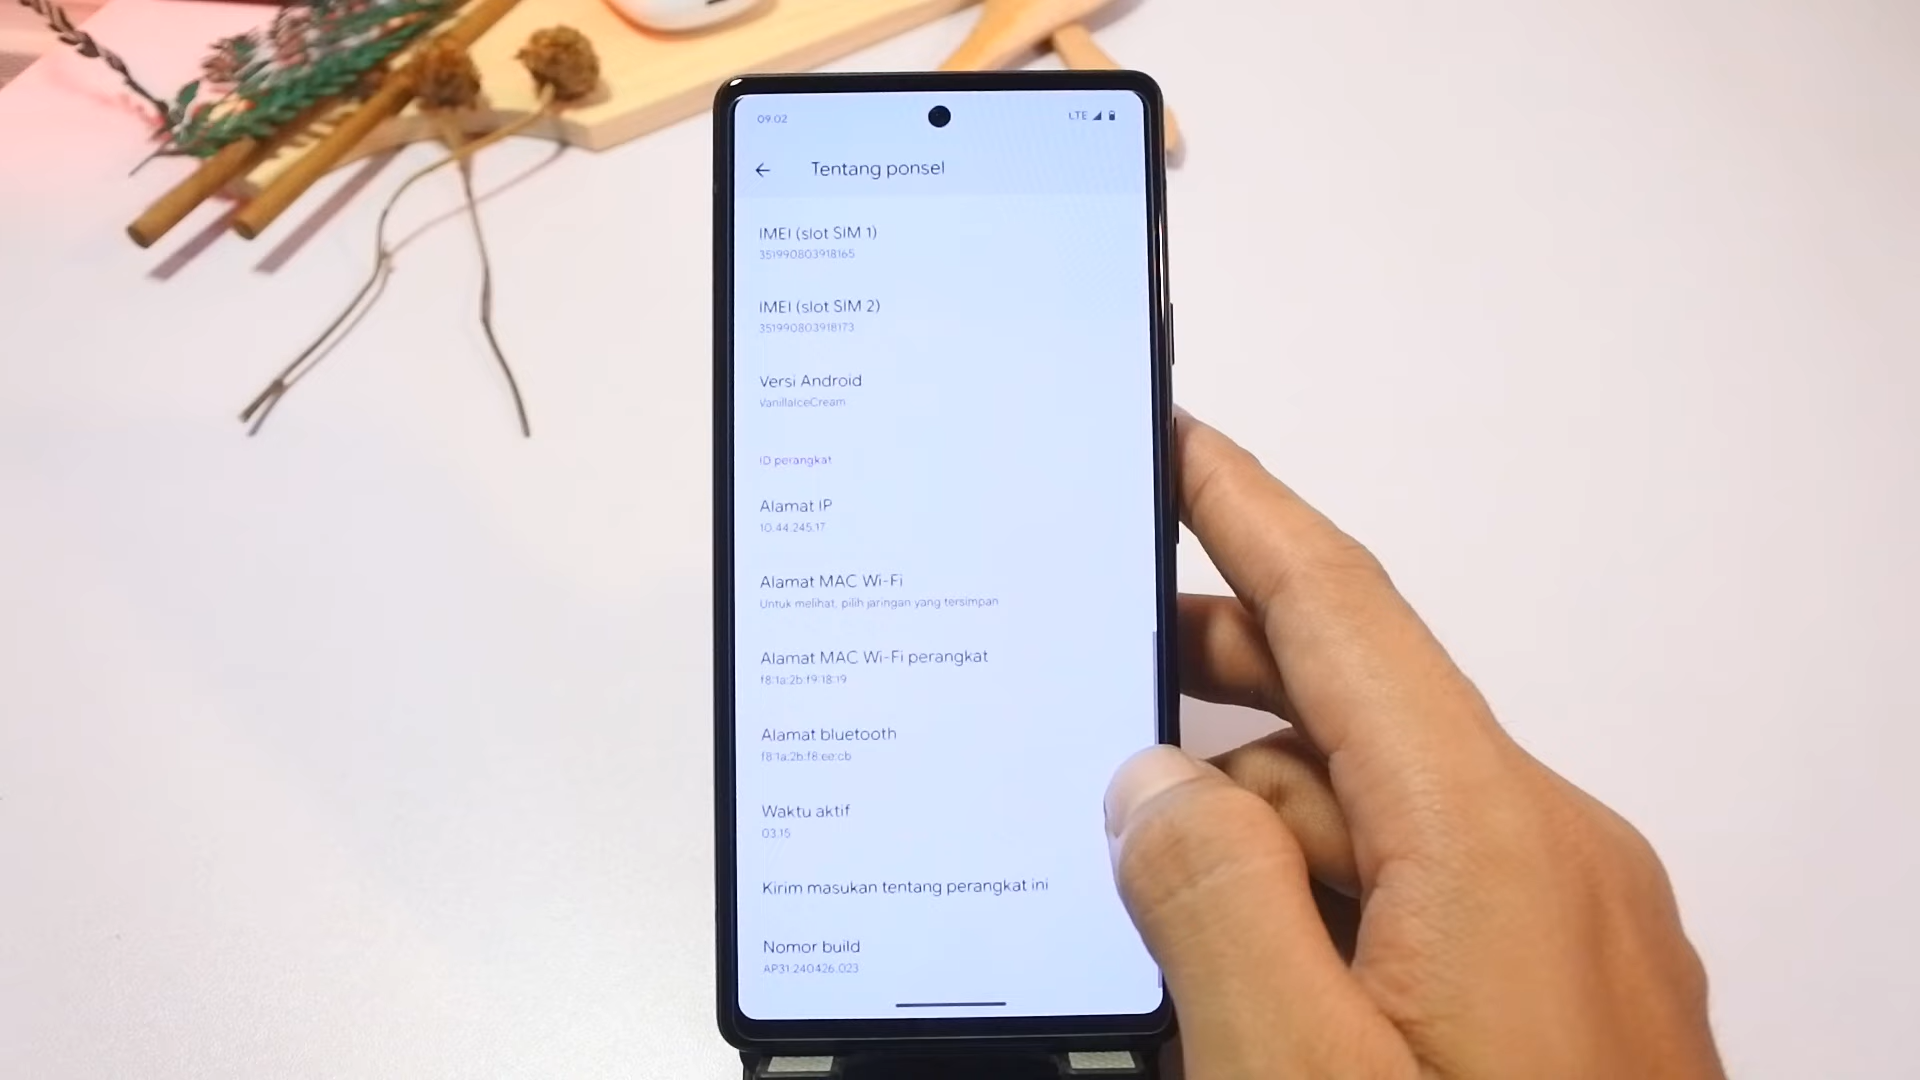 09.02
LTE
Tentang ponsel
IMEI (slot SIM 1)
351990803918165
IMEI (slot SIM 2)
351990803918173
Versi Android
VanillaIceCream
ID perangkat
Alamat IP
10.44.245.17
Alamat MAC Wi-Fi
Untuk melihat, pilih jaringan yang tersimpan
Alamat MAC Wi-Fi perangkat
f8:1a:2b:f9:18:19
Alamat bluetooth
f8:1a:2b:f8:ee:cb
Waktu aktif
03.15
Kirim masukan tentang perangkat ini
Nomor build
AP31.240426.023